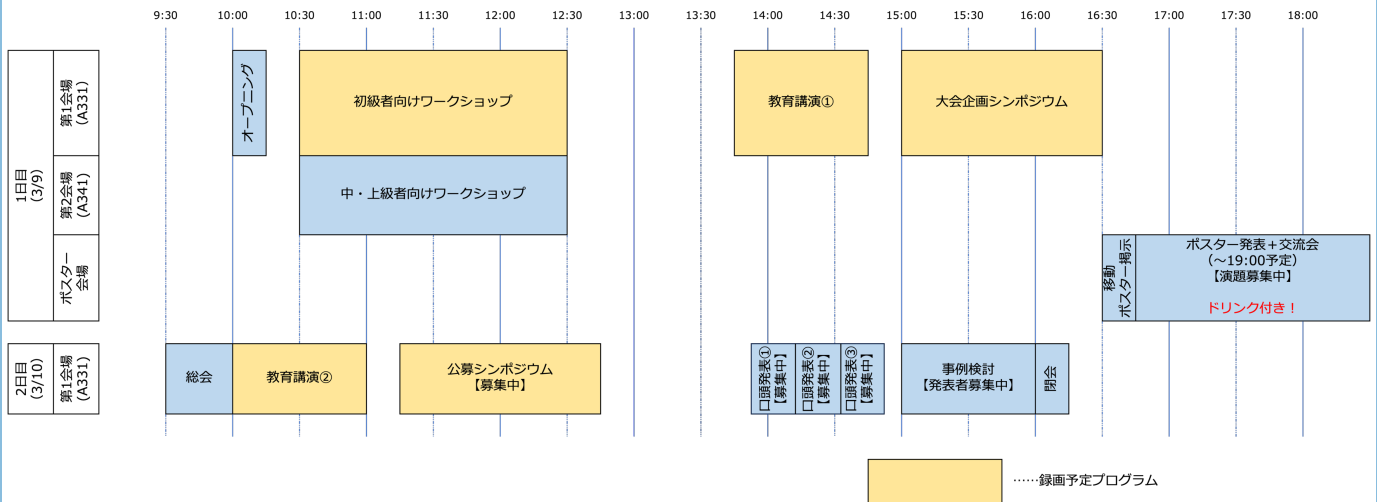 9:30 10:00 10:30 11:00 11:30 12:00 12:30 13:00 13:30 14:00 14:30 15:00 15:30 16:00 16:30 17:00 17:30 18:00
1日目
(3/9)
第1会場
(A331)
オープニング
初級者向けワークショップ
教育講演①
大会企画シンポジウム
第2会場
(A341)
中・上級者向けワークショップ
ポスター
会場
移動
ポスター掲示
ポスター発表+交流会
(~19:00予定)
【演題募集中】
ドリンク付き!
2日目
(3/10)
第1会場
(A331)
総会
教育講演②
公募シンポジウム
【募集中】
口頭発表①
【募集中】
口頭発表②
【募集中】
口頭発表③
【募集中】
事例検討
【発表者募集中】
閉会
……録画予定プログラム